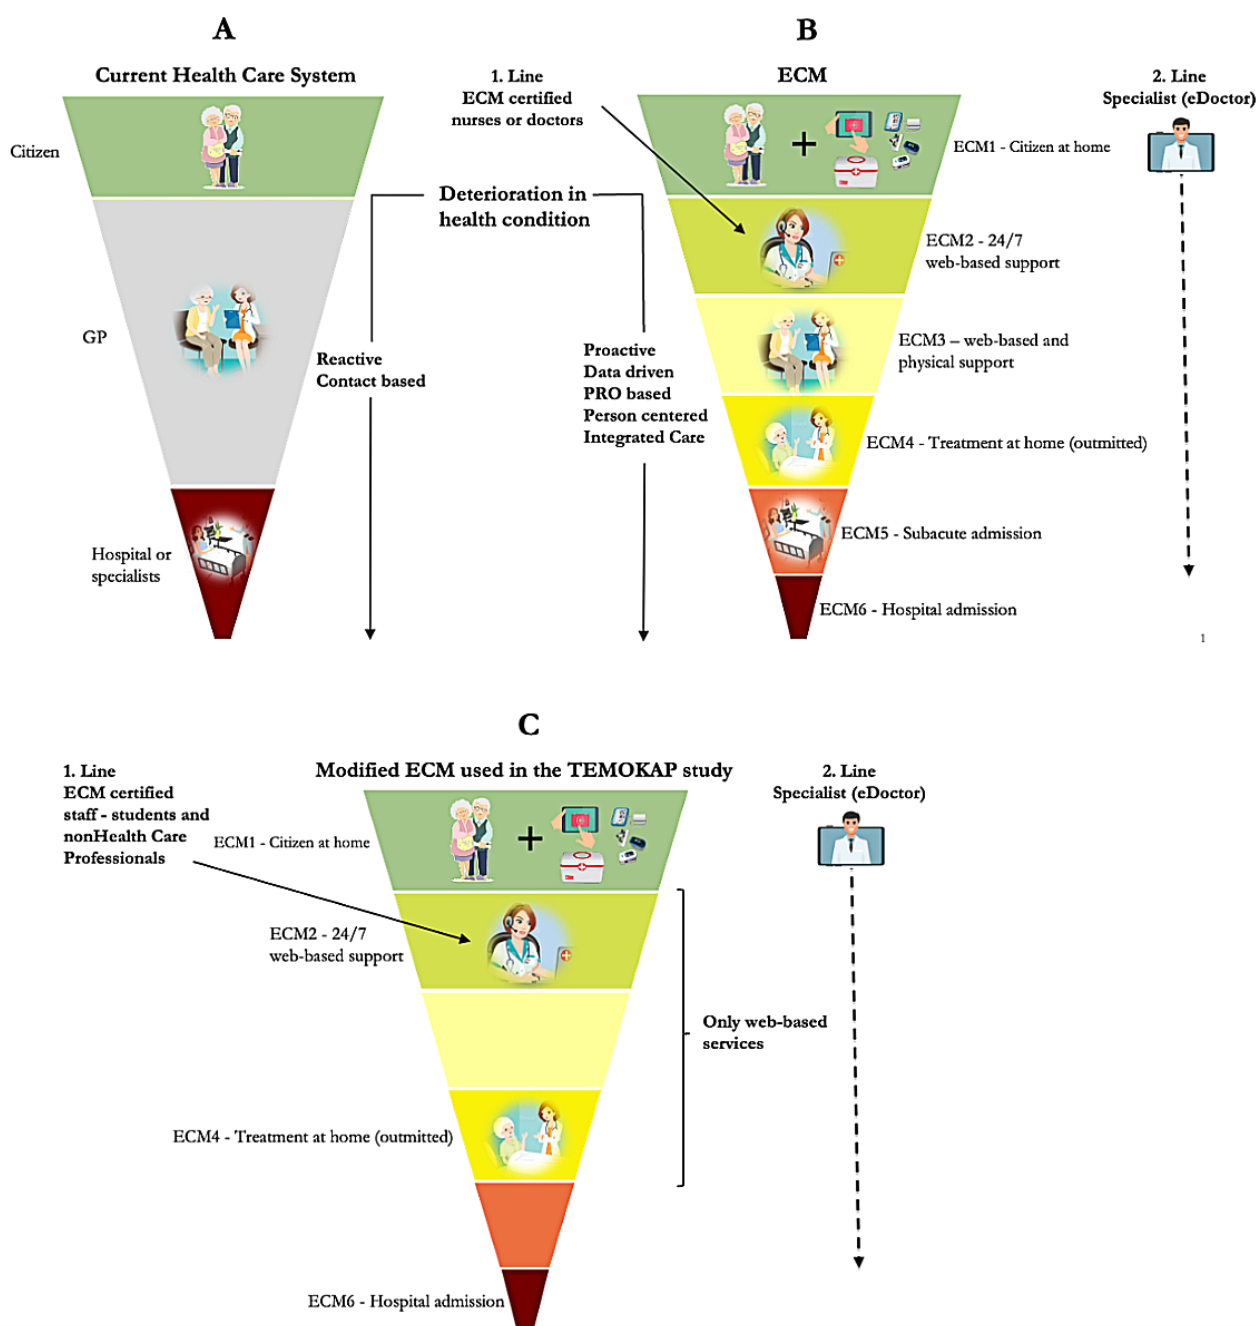 A
Current Health Care System
Citizen
GP
Hospital or
specialists
Reactive
Contact based
Deterioration in
health condition
Proactive
Data driven
PRO based
Person centered
Integrated Care
B
1. Line
ECM certified
nurses or doctors
ECM
2. Line
Specialist (eDoctor)
ECM1 - Citizen at home
ECM2 - 24/7
web-based support
ECM3 – web-based and
physical support
ECM4 - Treatment at home (outmitted)
ECM5 - Subacute admission
ECM6 - Hospital admission
1
C
1. Line
ECM certified
staff - students and
nonHealth Care
Professionals
Modified ECM used in the TEMOKAP study
2. Line
Specialist (eDoctor)
ECM1 - Citizen at home
ECM2 - 24/7
web-based support
Only web-based
services
ECM4 - Treatment at home (outmitted)
ECM6 - Hospital admission